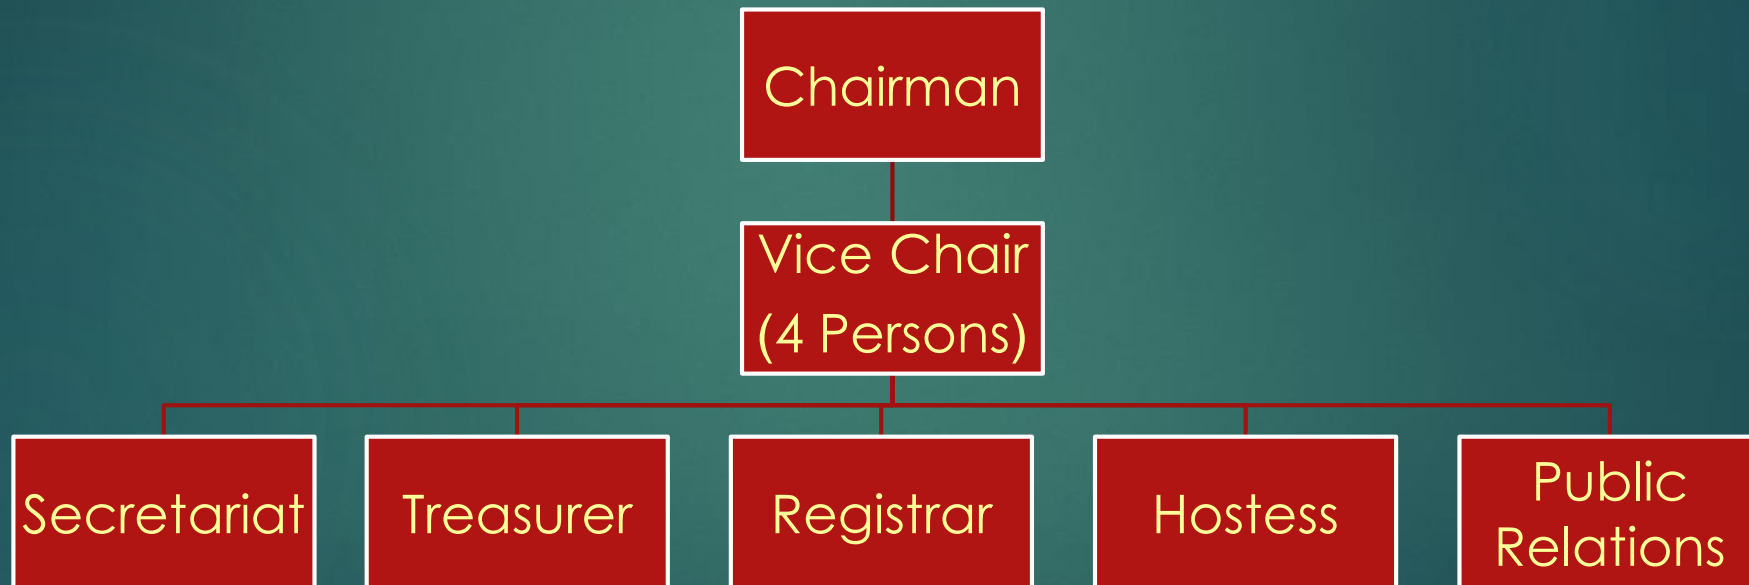 Chairman
Vice Chair
(4 Persons)
Secretariat
Treasurer
Registrar
Hostess
Public
Relations